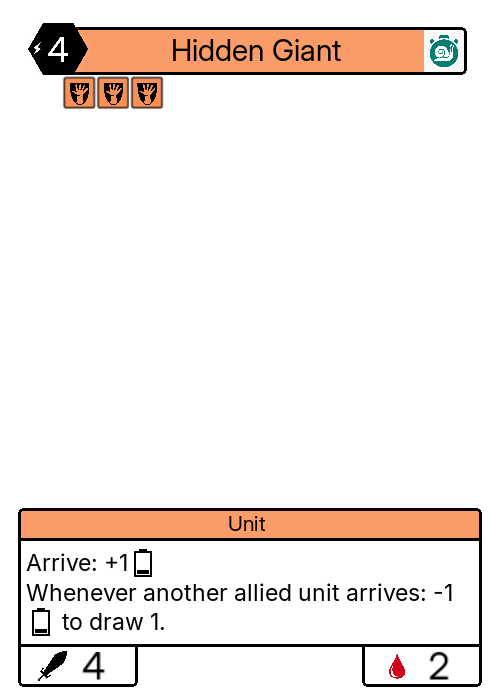 4
Hidden Giant
Unit
Arrive: +1
Whenever another allied unit arrives: -1
to draw 1.
4
2